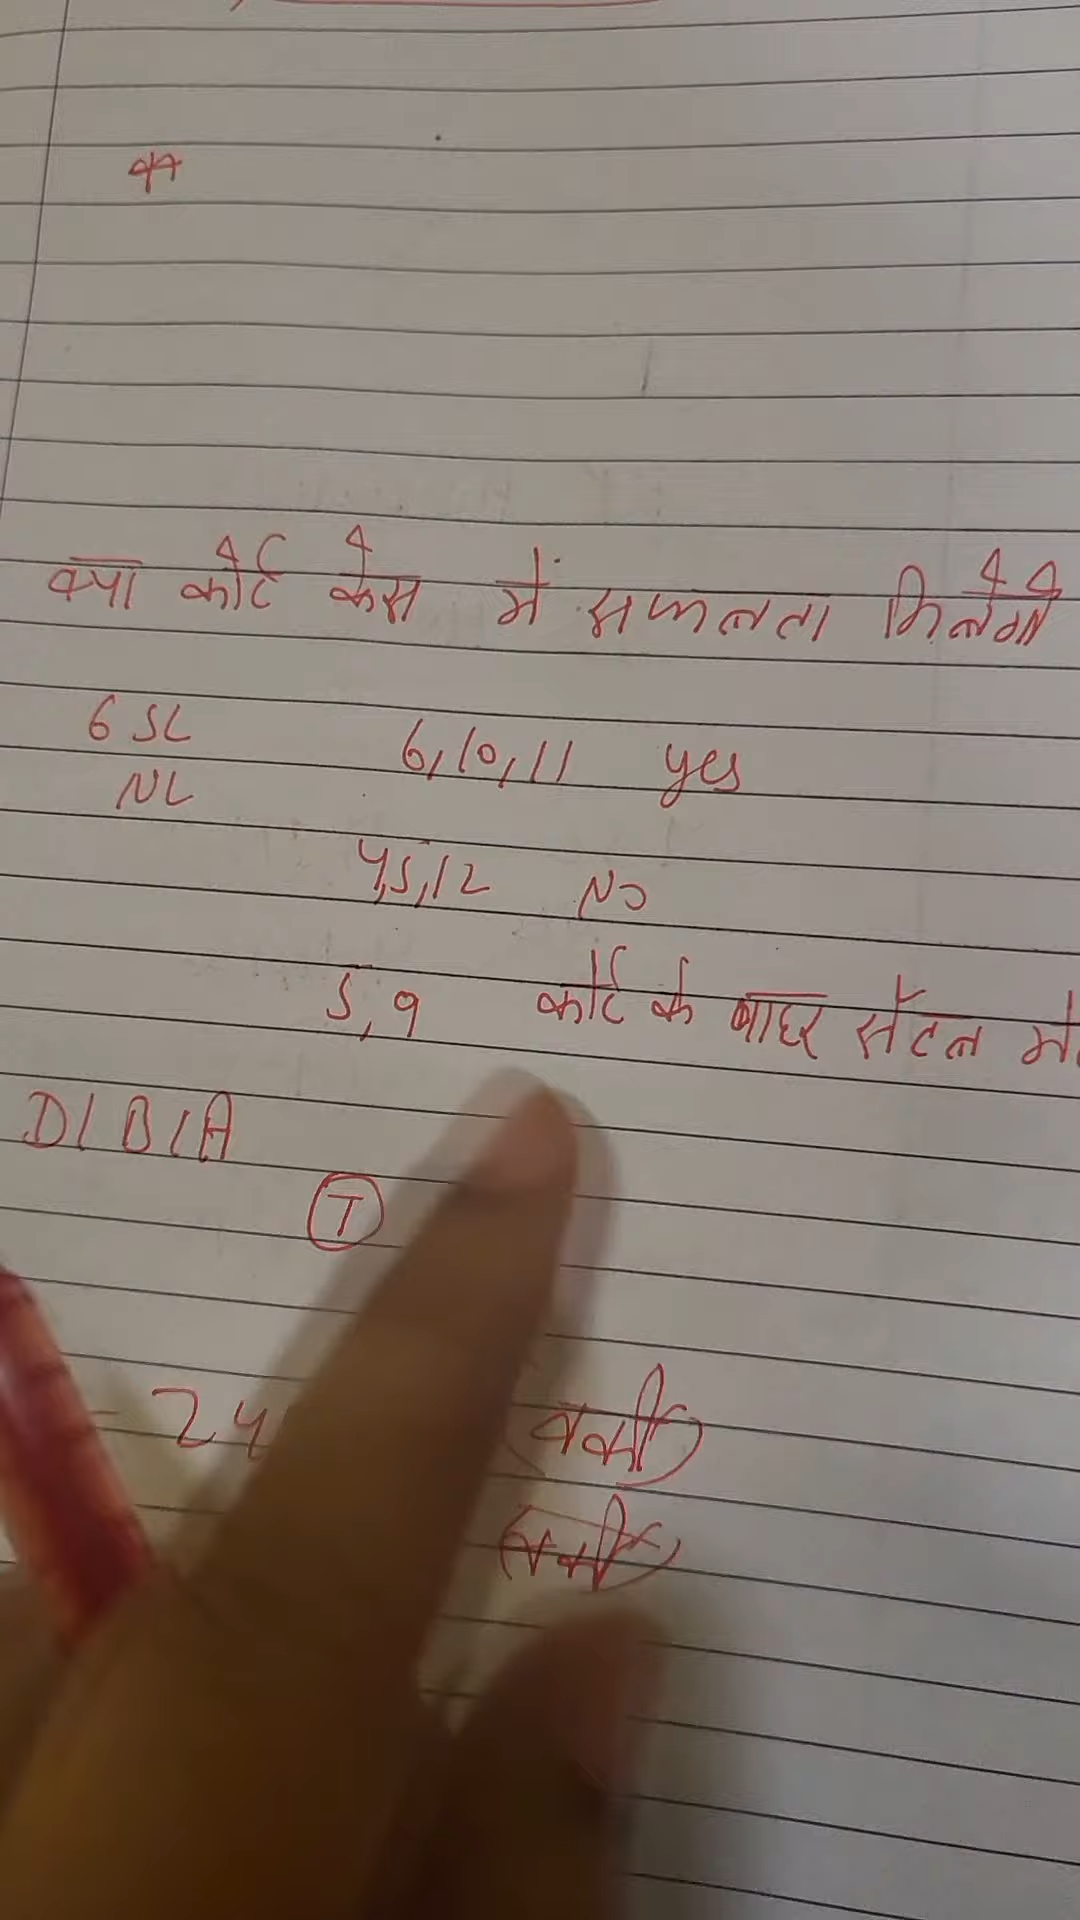 क्या कोर्ट केस में सफलता मिलेगी
6 SL 6,10,11 yes
NL
4,5,12 No
5,9 कोर्ट के बाहर सेटल में
D/B/A
T
= 24 वक्री